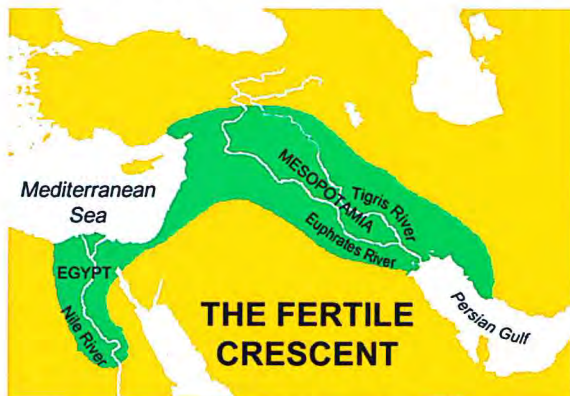 Mediterranean
Sea
MESOPOTAMIA
Tigris River
Euphrates River
EGYPT
Nile River
Persian Gulf
THE FERTILE
CRESCENT